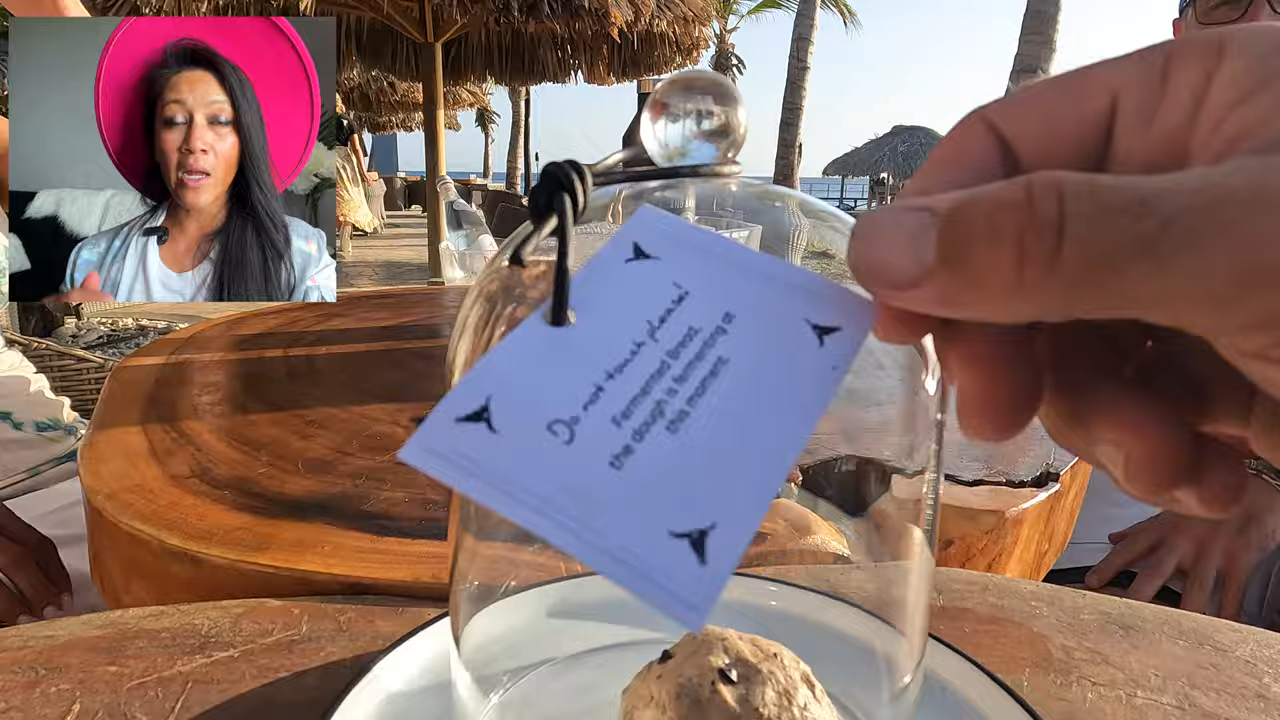 Do not touch please!
Fermented Bread,
the dough is fermenting at
this moment